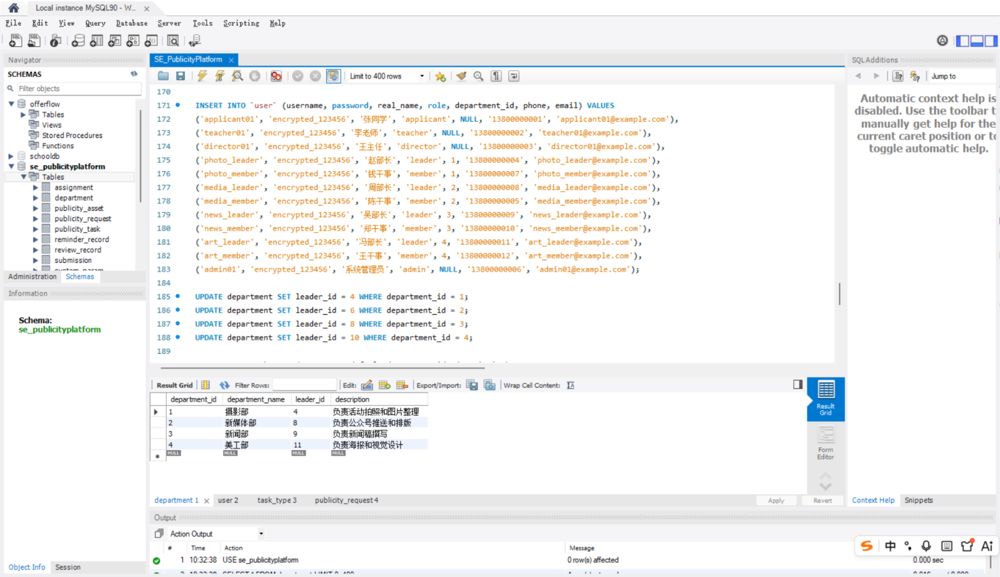 Local instance MySQL90 - W...
File Edit View Query Database Server Tools Scripting Help
Navigator
SCHEMAS
Filter objects
offerflow
Tables
Views
Stored Procedures
Functions
schooldb
se_publicityplatform
Tables
assignment
department
publicity_asset
publicity_request
publicity_task
reminder_record
review_record
submission
Administration Schemas
Information
Schema:
se_publicityplatform
Object Info Session
SE_PublicityPlatform
Limit to 400 rows
170
171 INSERT INTO `user` (username, password, real_name, role, department_id, phone, email) VALUES
172 ('applicant01', 'encrypted_123456', '张同学', 'applicant', NULL, '13800000001', 'applicant01@example.com'),
173 ('teacher01', 'encrypted_123456', '李老师', 'teacher', NULL, '13800000002', 'teacher01@example.com'),
174 ('director01', 'encrypted_123456', '王主任', 'director', NULL, '13800000003', 'director01@example.com'),
175 ('photo_leader', 'encrypted_123456', '赵部长', 'leader', 1, '13800000004', 'photo_leader@example.com'),
176 ('photo_member', 'encrypted_123456', '钱干事', 'member', 1, '13800000007', 'photo_member@example.com'),
177 ('media_leader', 'encrypted_123456', '周部长', 'leader', 2, '13800000008', 'media_leader@example.com'),
178 ('media_member', 'encrypted_123456', '陈干事', 'member', 2, '13800000005', 'media_member@example.com'),
179 ('news_leader', 'encrypted_123456', '吴部长', 'leader', 3, '13800000009', 'news_leader@example.com'),
180 ('news_member', 'encrypted_123456', '郑干事', 'member', 3, '13800000010', 'news_member@example.com'),
181 ('art_leader', 'encrypted_123456', '冯部长', 'leader', 4, '13800000011', 'art_leader@example.com'),
182 ('art_member', 'encrypted_123456', '王干事', 'member', 4, '13800000012', 'art_member@example.com'),
183 ('admin01', 'encrypted_123456', '系统管理员', 'admin', NULL, '13800000006', 'admin01@example.com');
184
185 UPDATE department SET leader_id = 4 WHERE department_id = 1;
186 UPDATE department SET leader_id = 6 WHERE department_id = 2;
187 UPDATE department SET leader_id = 8 WHERE department_id = 3;
188 UPDATE department SET leader_id = 10 WHERE department_id = 4;
189
Result Grid Filter Rows: Edit: Export/Import: Wrap Cell Content:
department_id department_name leader_id description
1 摄影部 4 负责活动拍照和图片整理
2 新媒体部 8 负责公众号推送和排版
3 新闻部 9 负责新闻稿撰写
4 美工部 11 负责海报和视觉设计
NULL NULL NULL NULL
Result Grid
Form Editor
department 1 user 2 task_type 3 publicity_request 4 Apply Revert
Output
Action Output
# Time Action Message
1 10:32:38 USE se_publicityplatform 0 row(s) affected 0.000 sec
SQLAdditions
Jump to
Automatic context help is
disabled. Use the toolbar t
manually get help for the
current caret position or to
toggle automatic help.
Context Help Snippets
中